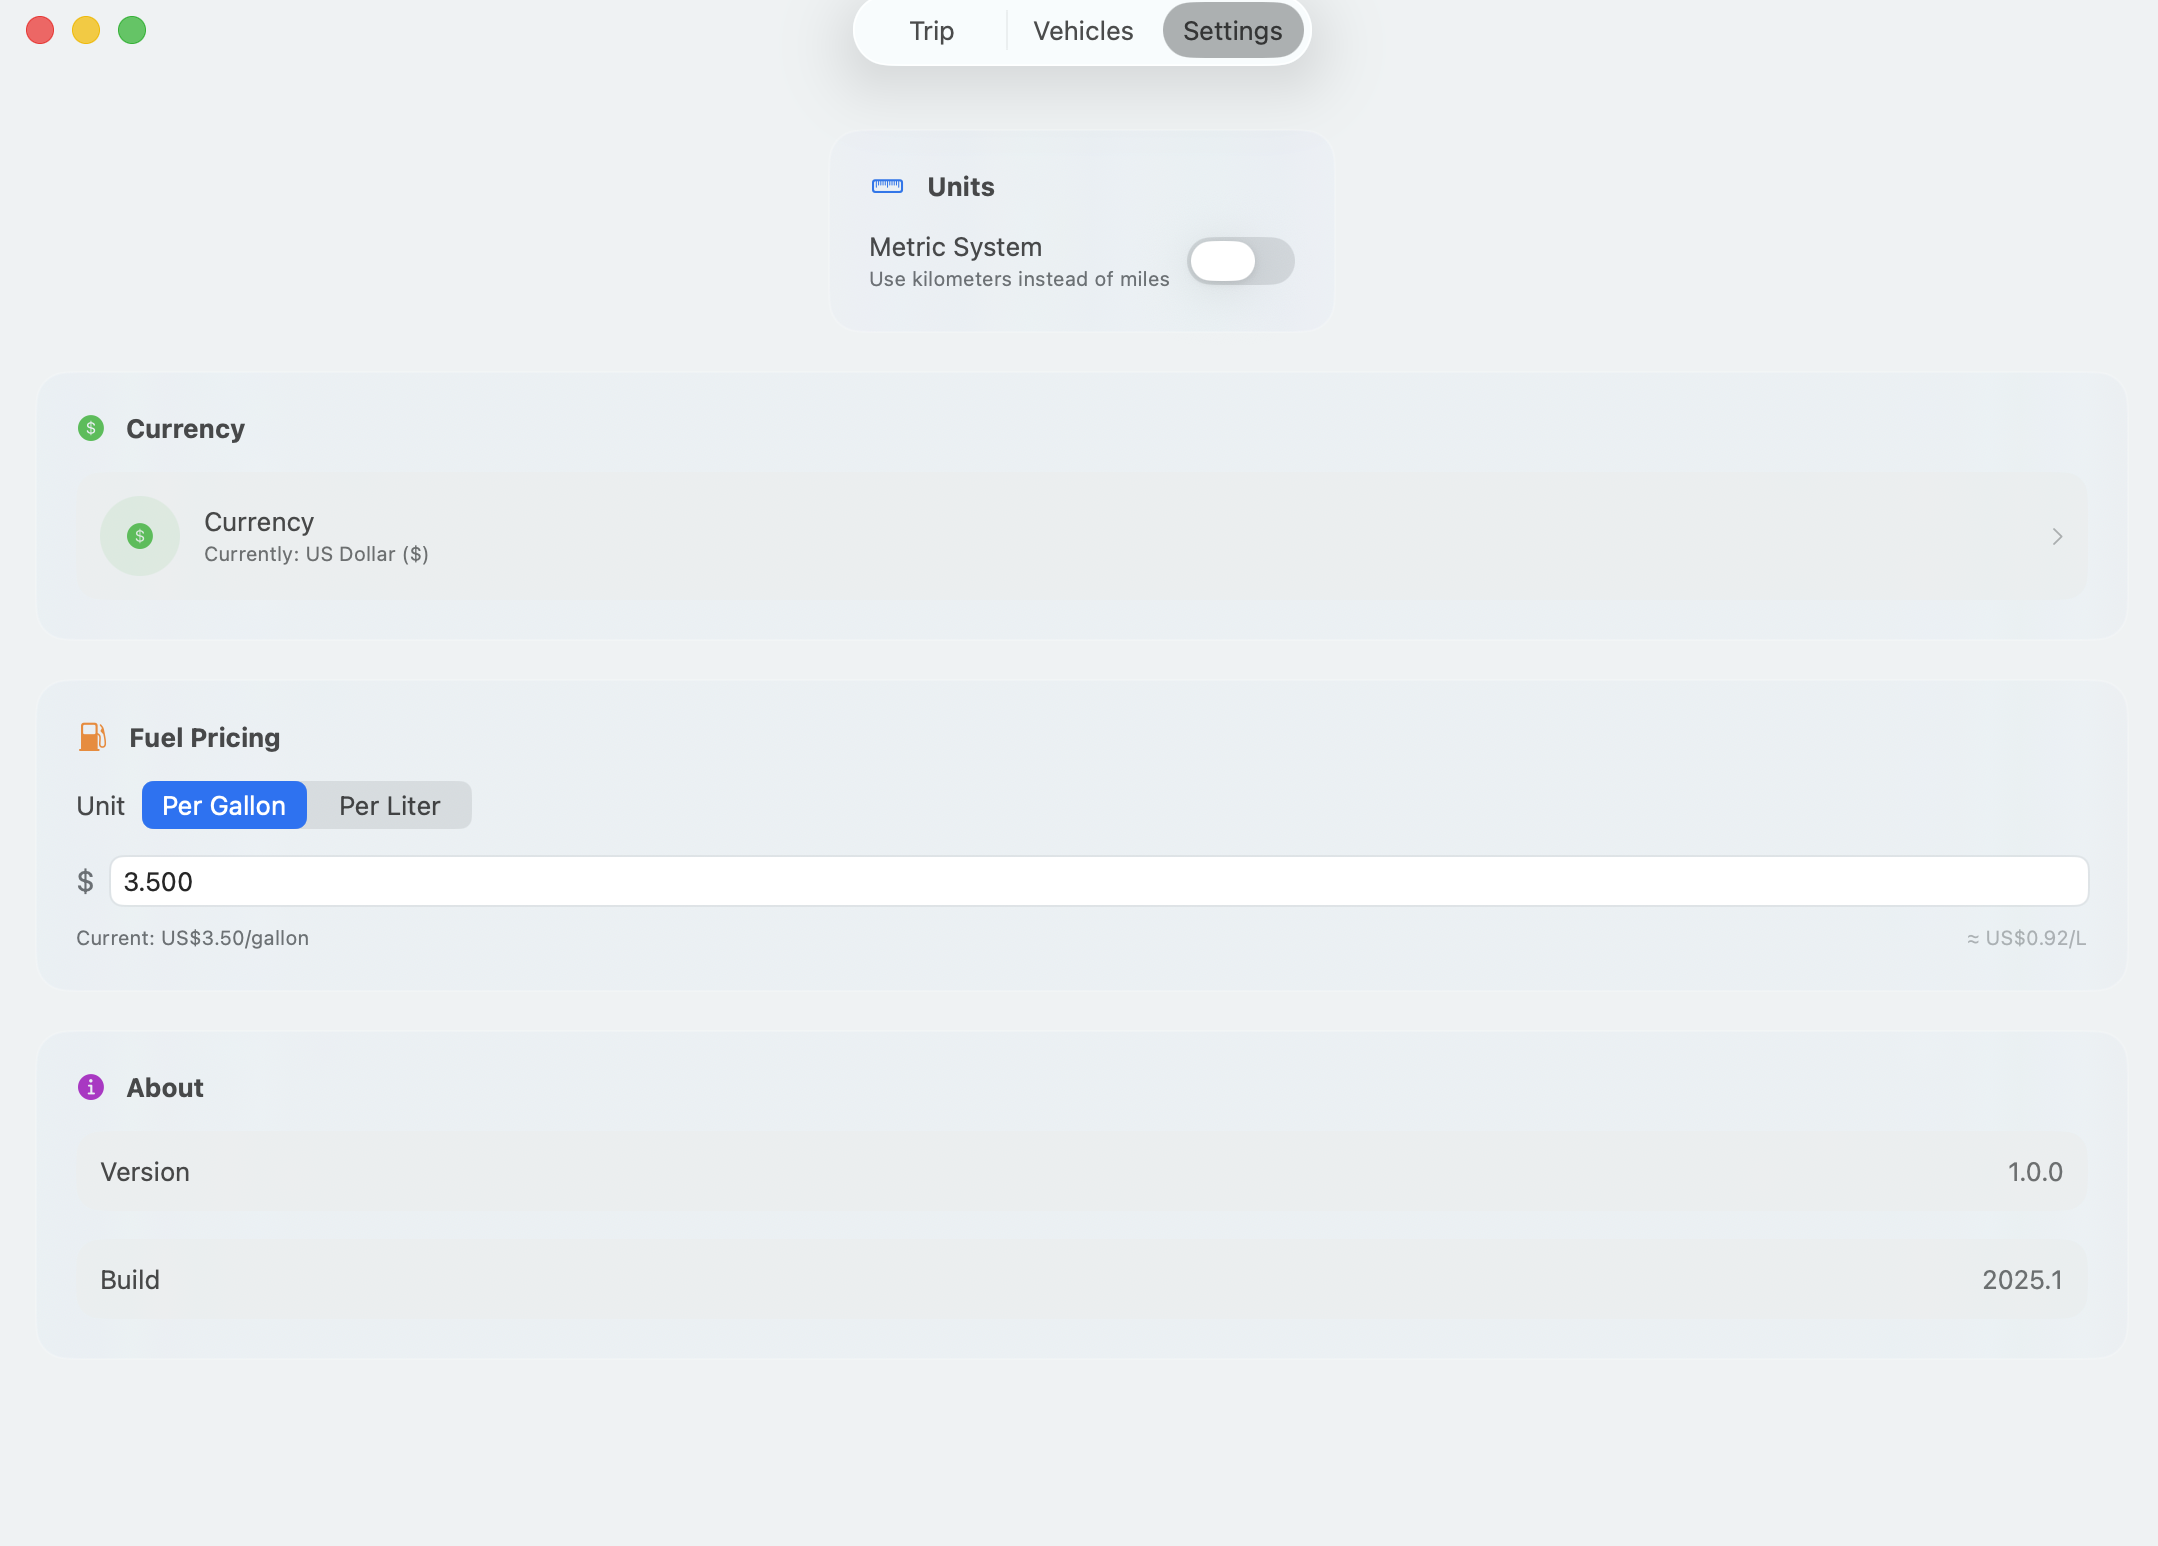 Trip Vehicles Settings
Units
Metric System
Use kilometers instead of miles
$ Currency
$ Currency
Currently: US Dollar ($)
Fuel Pricing
Unit Per Gallon Per Liter
$ 3.500
Current: US$3.50/gallon ≈ US$0.92/L
About
Version 1.0.0
Build 2025.1